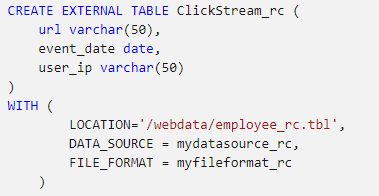 CREATE EXTERNAL TABLE ClickStream_rc (
url varchar(50),
event_date date,
user_ip varchar(50)
)
WITH (
LOCATION='/webdata/employee_rc.tbl',
DATA_SOURCE = mydatasource_rc,
FILE_FORMAT = myfileformat_rc
)